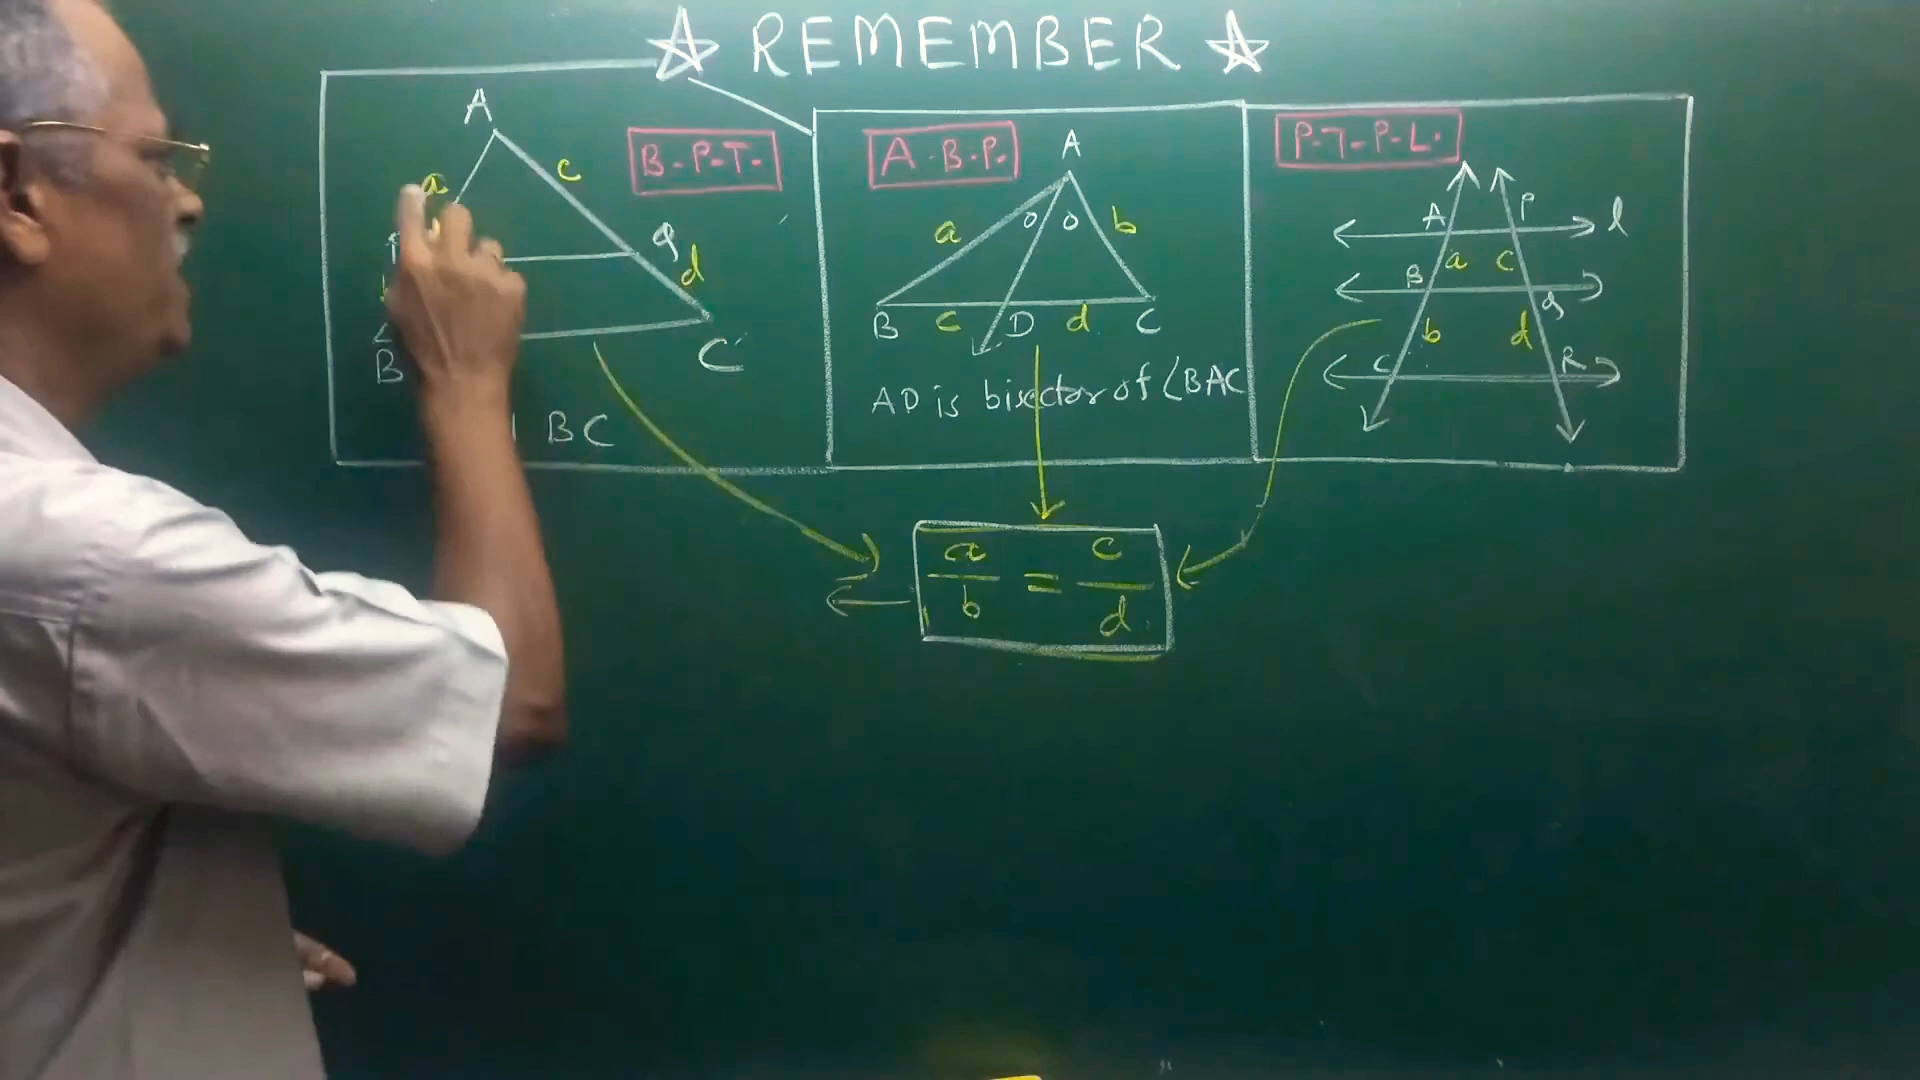 ☆ REMEMBER ☆
A
B.P.T.
a
c
Q
d
B
C
BC
A.B.P.
A
a
b
B
c
D
d
C
AD is bisector of ∠BAC
P.T.P.L.
A
P
l
a
c
B
Q
b
d
C
R
a/b = c/d